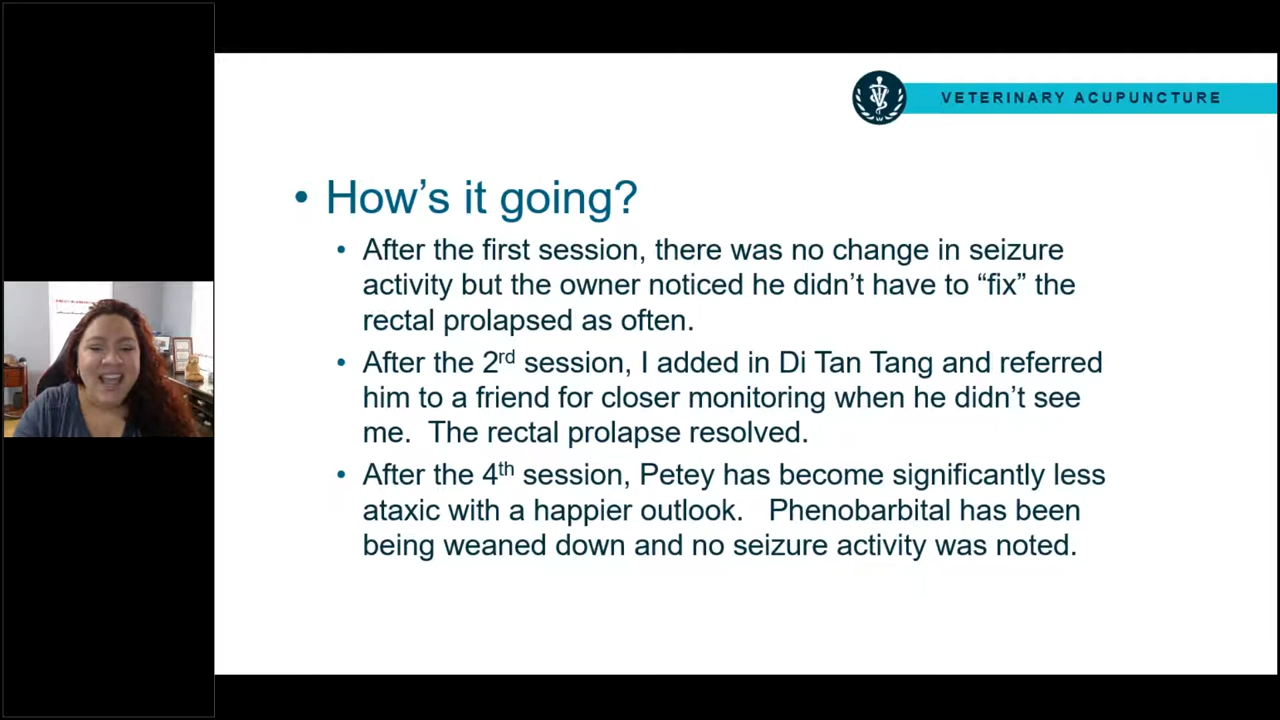 VETERINARY ACUPUNCTURE
• How’s it going?
• After the first session, there was no change in seizure
activity but the owner noticed he didn’t have to “fix” the
rectal prolapsed as often.
• After the 2rd session, I added in Di Tan Tang and referred
him to a friend for closer monitoring when he didn’t see
me. The rectal prolapse resolved.
• After the 4th session, Petey has become significantly less
ataxic with a happier outlook. Phenobarbital has been
being weaned down and no seizure activity was noted.